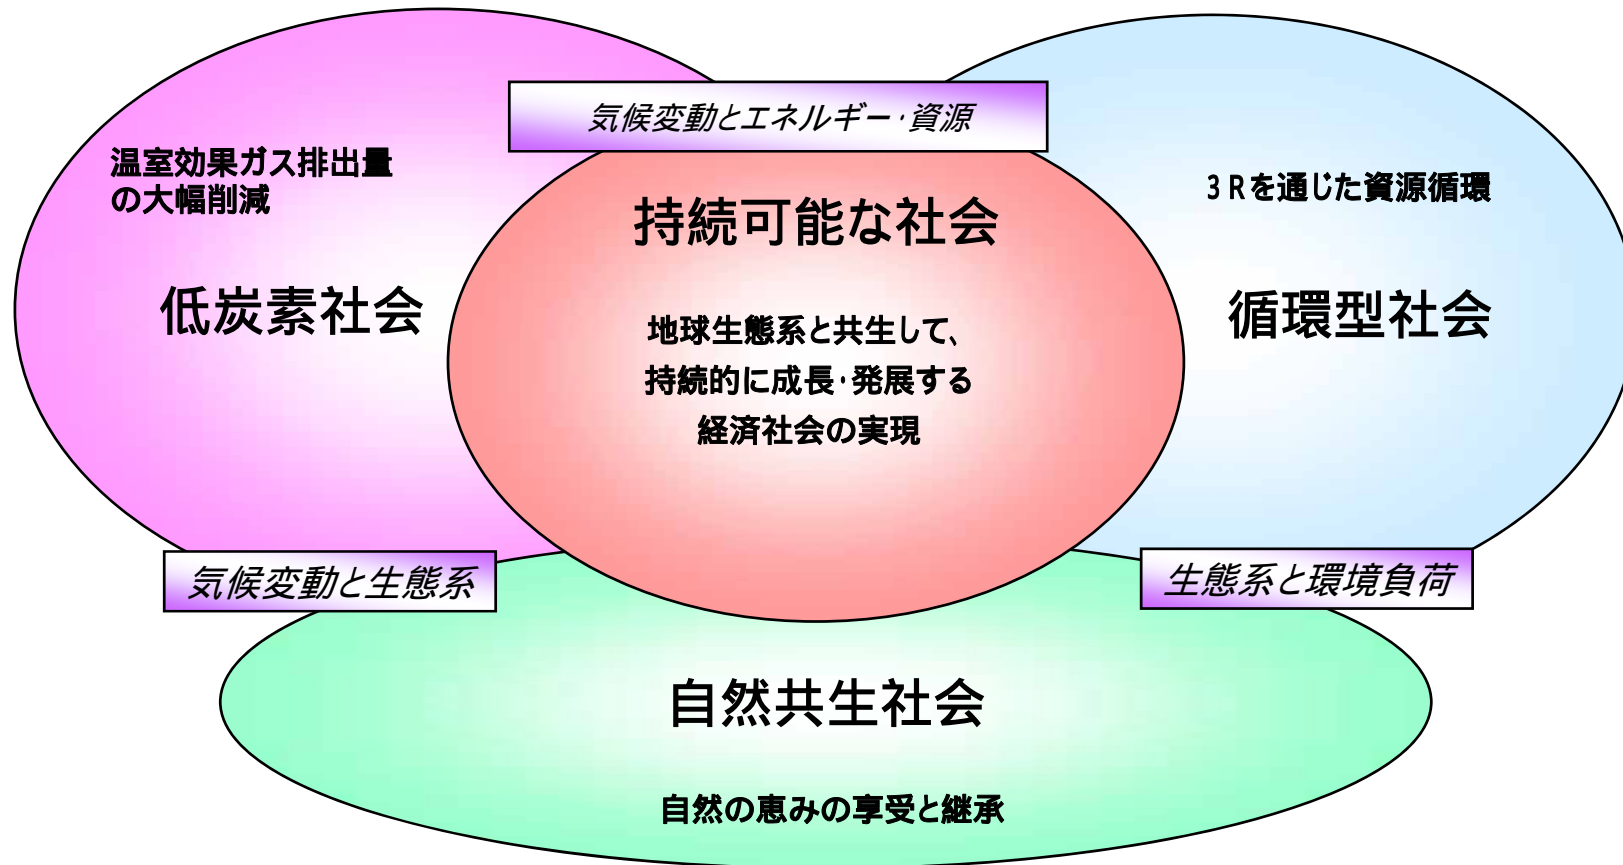 気候変動とエネルギー・資源
温室効果ガス排出量
の大幅削減
低炭素社会
持続可能な社会
地球生態系と共生して、
持続的に成長・発展する
経済社会の実現
3Rを通じた資源循環
循環型社会
気候変動と生態系
生態系と環境負荷
自然共生社会
自然の恵みの享受と継承